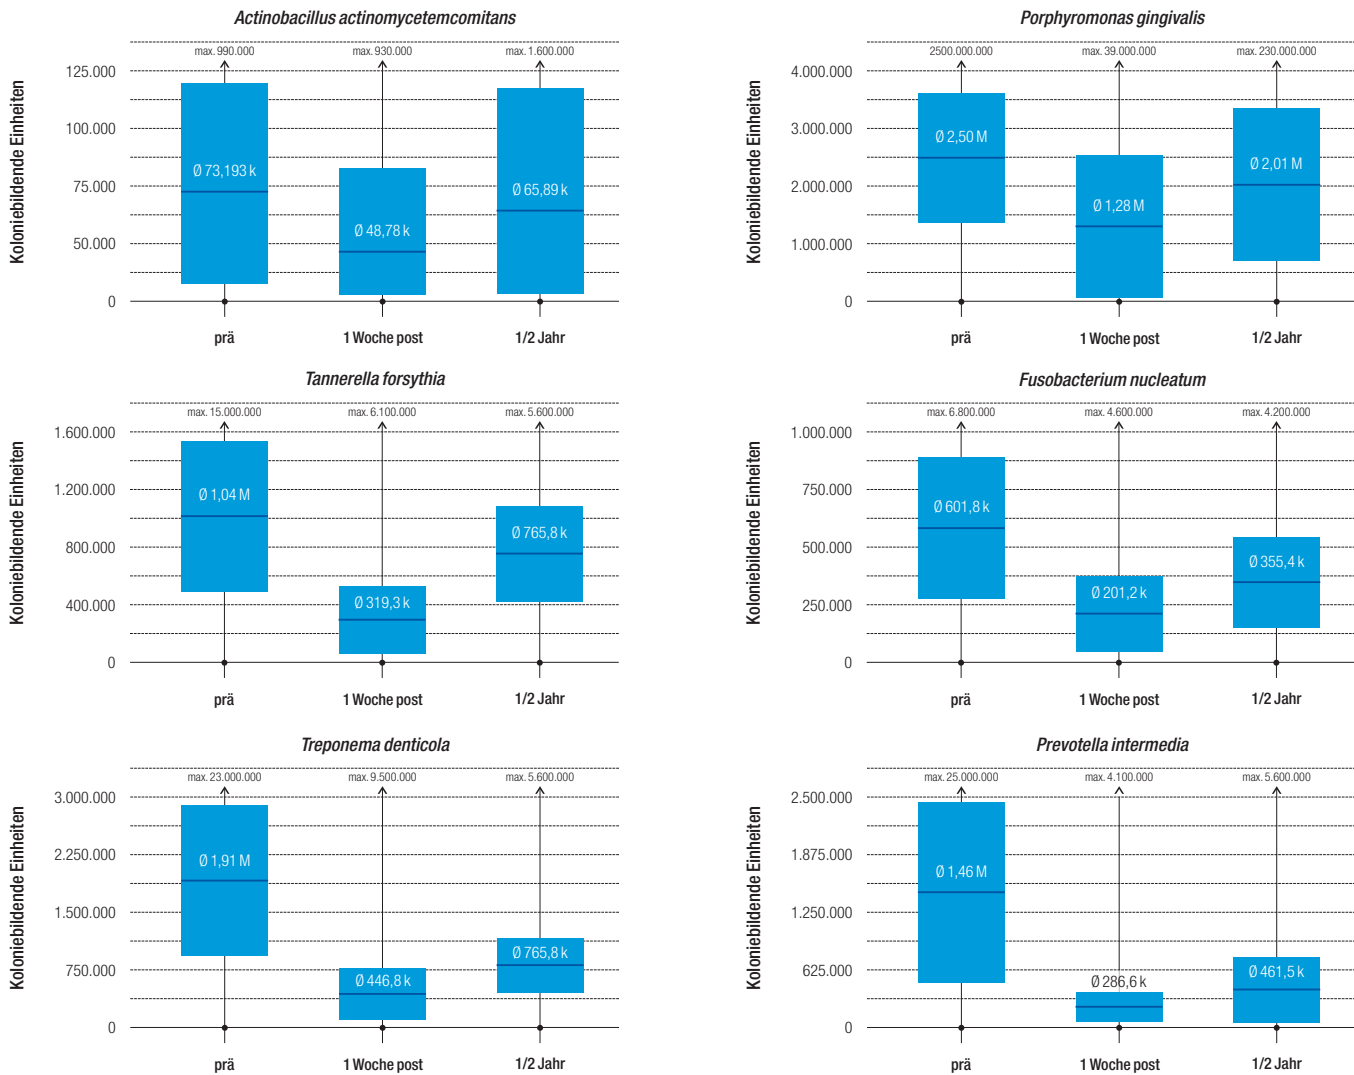 Actinobacillus actinomycetemcomitans
max. 990.000 max. 930.000 max. 1.600.000
Koloniebildende Einheiten
125.000
100.000
75.000
50.000
0
Ø 73,193 k
Ø 48,78 k
Ø 65,89 k
prä 1 Woche post 1/2 Jahr
Porphyromonas gingivalis
2500.000.000 max. 39.000.000 max. 230.000.000
Koloniebildende Einheiten
4.000.000
3.000.000
2.000.000
1.000.000
0
Ø 2,50 M
Ø 1,28 M
Ø 2,01 M
prä 1 Woche post 1/2 Jahr
Tannerella forsythia
max. 15.000.000 max. 6.100.000 max. 5.600.000
Koloniebildende Einheiten
1.600.000
1.200.000
800.000
400.000
0
Ø 1,04 M
Ø 319,3 k
Ø 765,8 k
prä 1 Woche post 1/2 Jahr
Fusobacterium nucleatum
max. 6.800.000 max. 4.600.000 max. 4.200.000
Koloniebildende Einheiten
1.000.000
750.000
500.000
250.000
0
Ø 601,8 k
Ø 201,2 k
Ø 355,4 k
prä 1 Woche post 1/2 Jahr
Treponema denticola
max. 23.000.000 max. 9.500.000 max. 5.600.000
Koloniebildende Einheiten
3.000.000
2.250.000
1.500.000
750.000
0
Ø 1,91 M
Ø 446,8 k
Ø 765,8 k
prä 1 Woche post 1/2 Jahr
Prevotella intermedia
max. 25.000.000 max. 4.100.000 max. 5.600.000
Koloniebildende Einheiten
2.500.000
1.875.000
1.250.000
625.000
0
Ø 1,46 M
Ø 286,6 k
Ø 461,5 k
prä 1 Woche post 1/2 Jahr